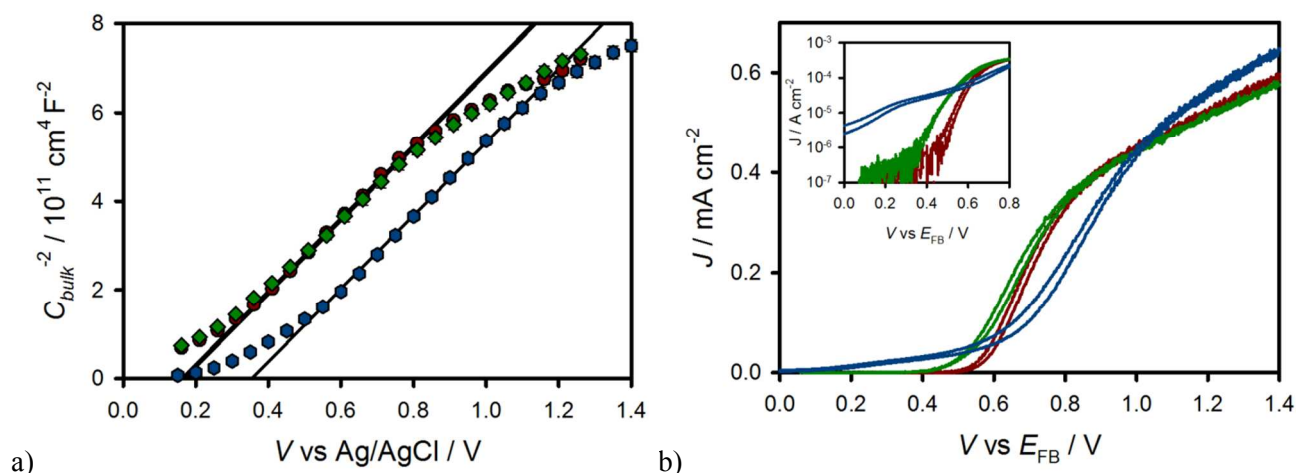 8
6
4
2
0
C_bulk^-2 / 10^11 cm^4 F^-2
0.0 0.2 0.4 0.6 0.8 1.0 1.2 1.4
V vs Ag/AgCl / V
a)
0.6
0.4
0.2
0.0
J / mA cm^-2
10^-3
10^-4
10^-5
10^-6
10^-7
J / A cm^-2
0.0 0.2 0.4 0.6 0.8
V vs E_FB / V
0.0 0.2 0.4 0.6 0.8 1.0 1.2 1.4
V vs E_FB / V
b)